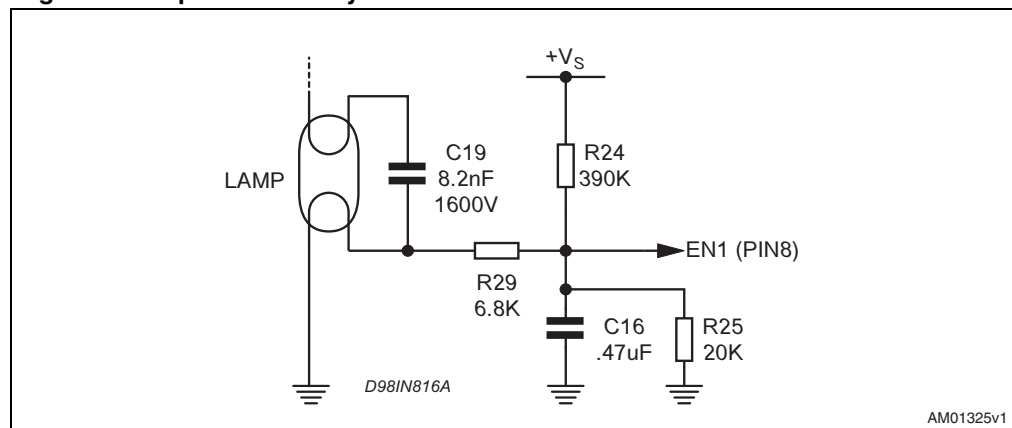 +VS
LAMP
C19
8.2nF
1600V
R24
390K
EN1 (PIN8)
R29
6.8K
C16
.47uF
R25
20K
D98IN816A
AM01325v1